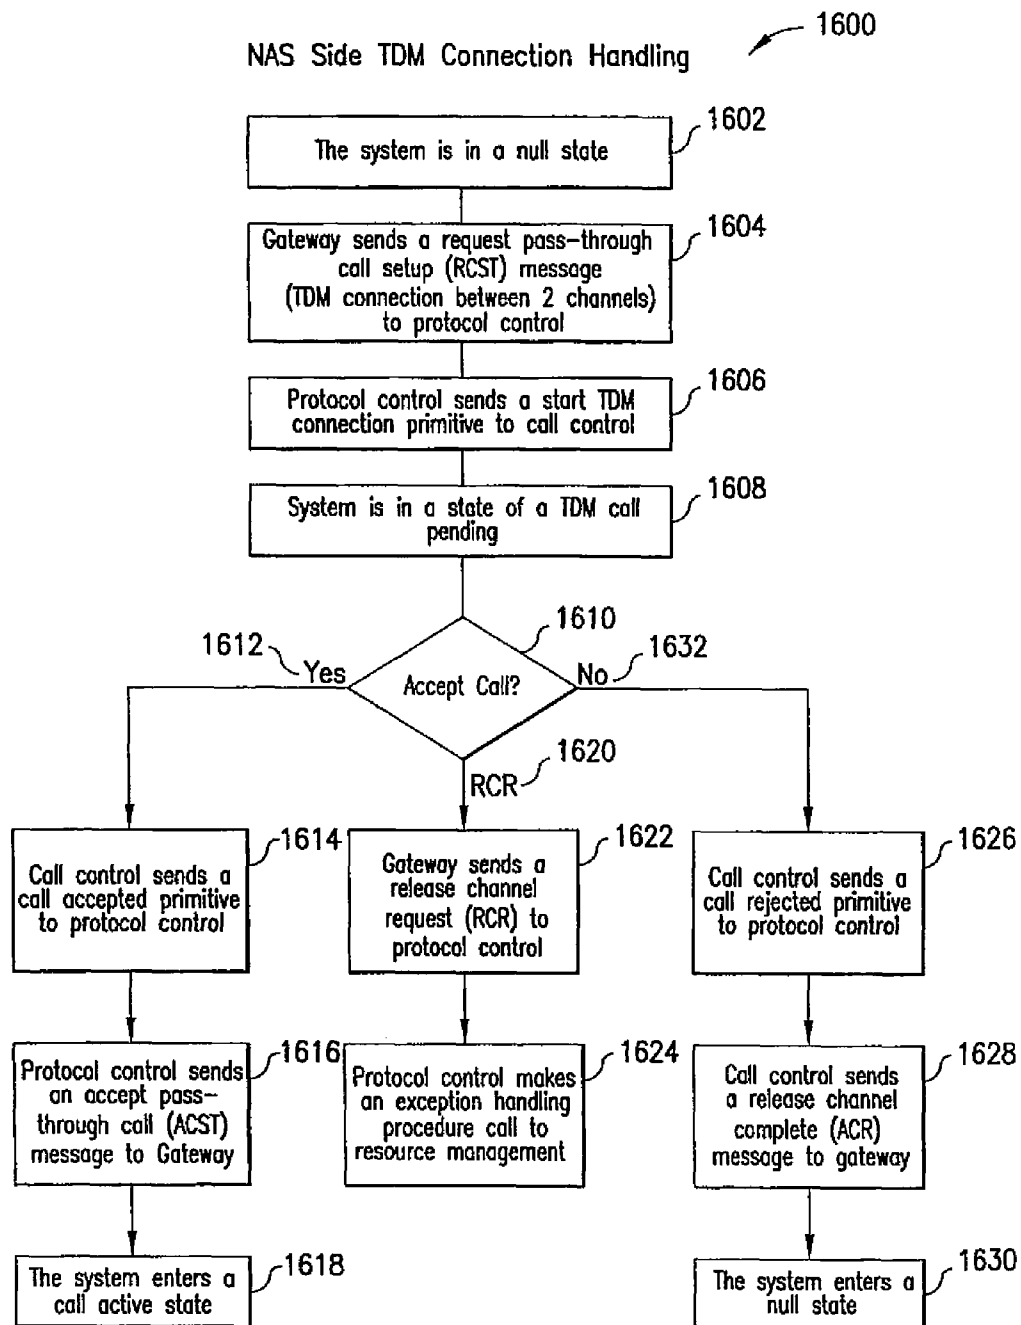 1600
NAS Side TDM Connection Handling
1602
The system is in a null state
1604
Gateway sends a request pass-through
call setup (RCST) message
(TDM connection between 2 channels)
to protocol control
1606
Protocol control sends a start TDM
connection primitive to call control
1608
System is in a state of a TDM call
pending
1610
1612
Yes
Accept Call?
No
1632
1620
RCR
1614
Call control sends a
call accepted primitive
to protocol control
1622
Gateway sends a
release channel
request (RCR) to
protocol control
1626
Call control sends a
call rejected primitive
to protocol control
1616
Protocol control sends
an accept pass-
through call (ACST)
message to Gateway
1624
Protocol control makes
an exception handling
procedure call to
resource management
1628
Call control sends
a release channel
complete (ACR)
message to gateway
1618
The system enters a
call active state
1630
The system enters a
null state